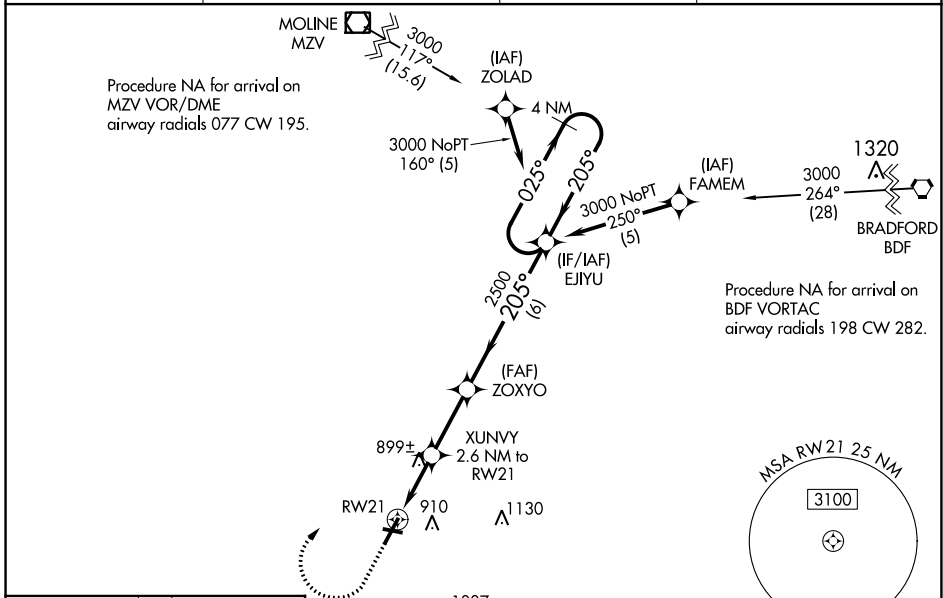 MOLINE
MZV
3000
117°
(15.6)
(IAF)
ZOLAD
Procedure NA for arrival on
MZV VOR/DME
airway radials 077 CW 195.
4 NM
3000 NoPT
160° (5)
025°
205°
(IAF)
FAMEM
1320
3000
264°
(28)
BRADFORD
BDF
3000 NoPT
250°
(5)
(IF/IAF)
EJIYU
Procedure NA for arrival on
BDF VORTAC
airway radials 198 CW 282.
2500
205°
(6)
(FAF)
ZOXYO
899±
XUNVY
2.6 NM to
RW21
RW21
910
1130
MSA RW21 25 NM
3100